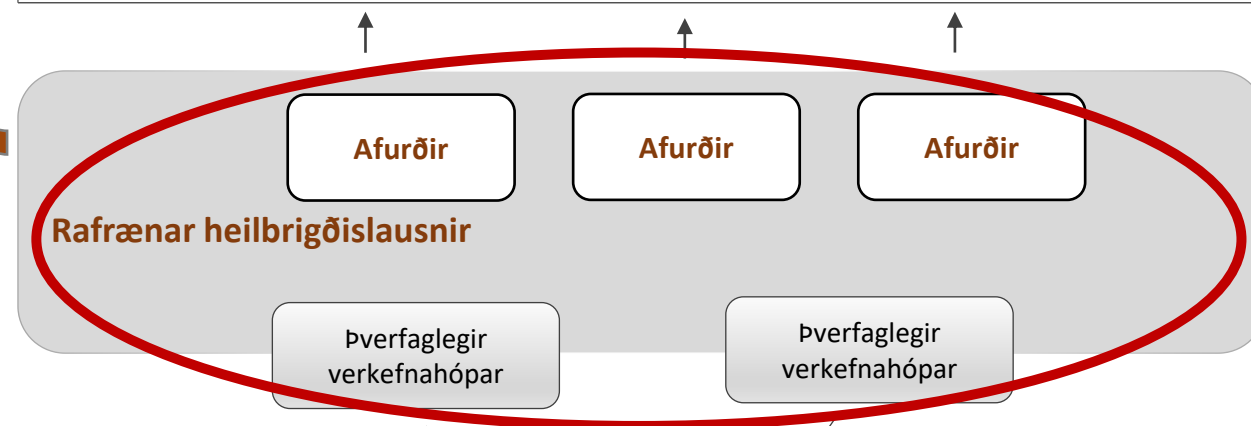 Afurðir
Afurðir
Afurðir
Rafrænar heilbrigðislausnir
Þverfaglegir
verkefnahópar
Þverfaglegir
verkefnahópar